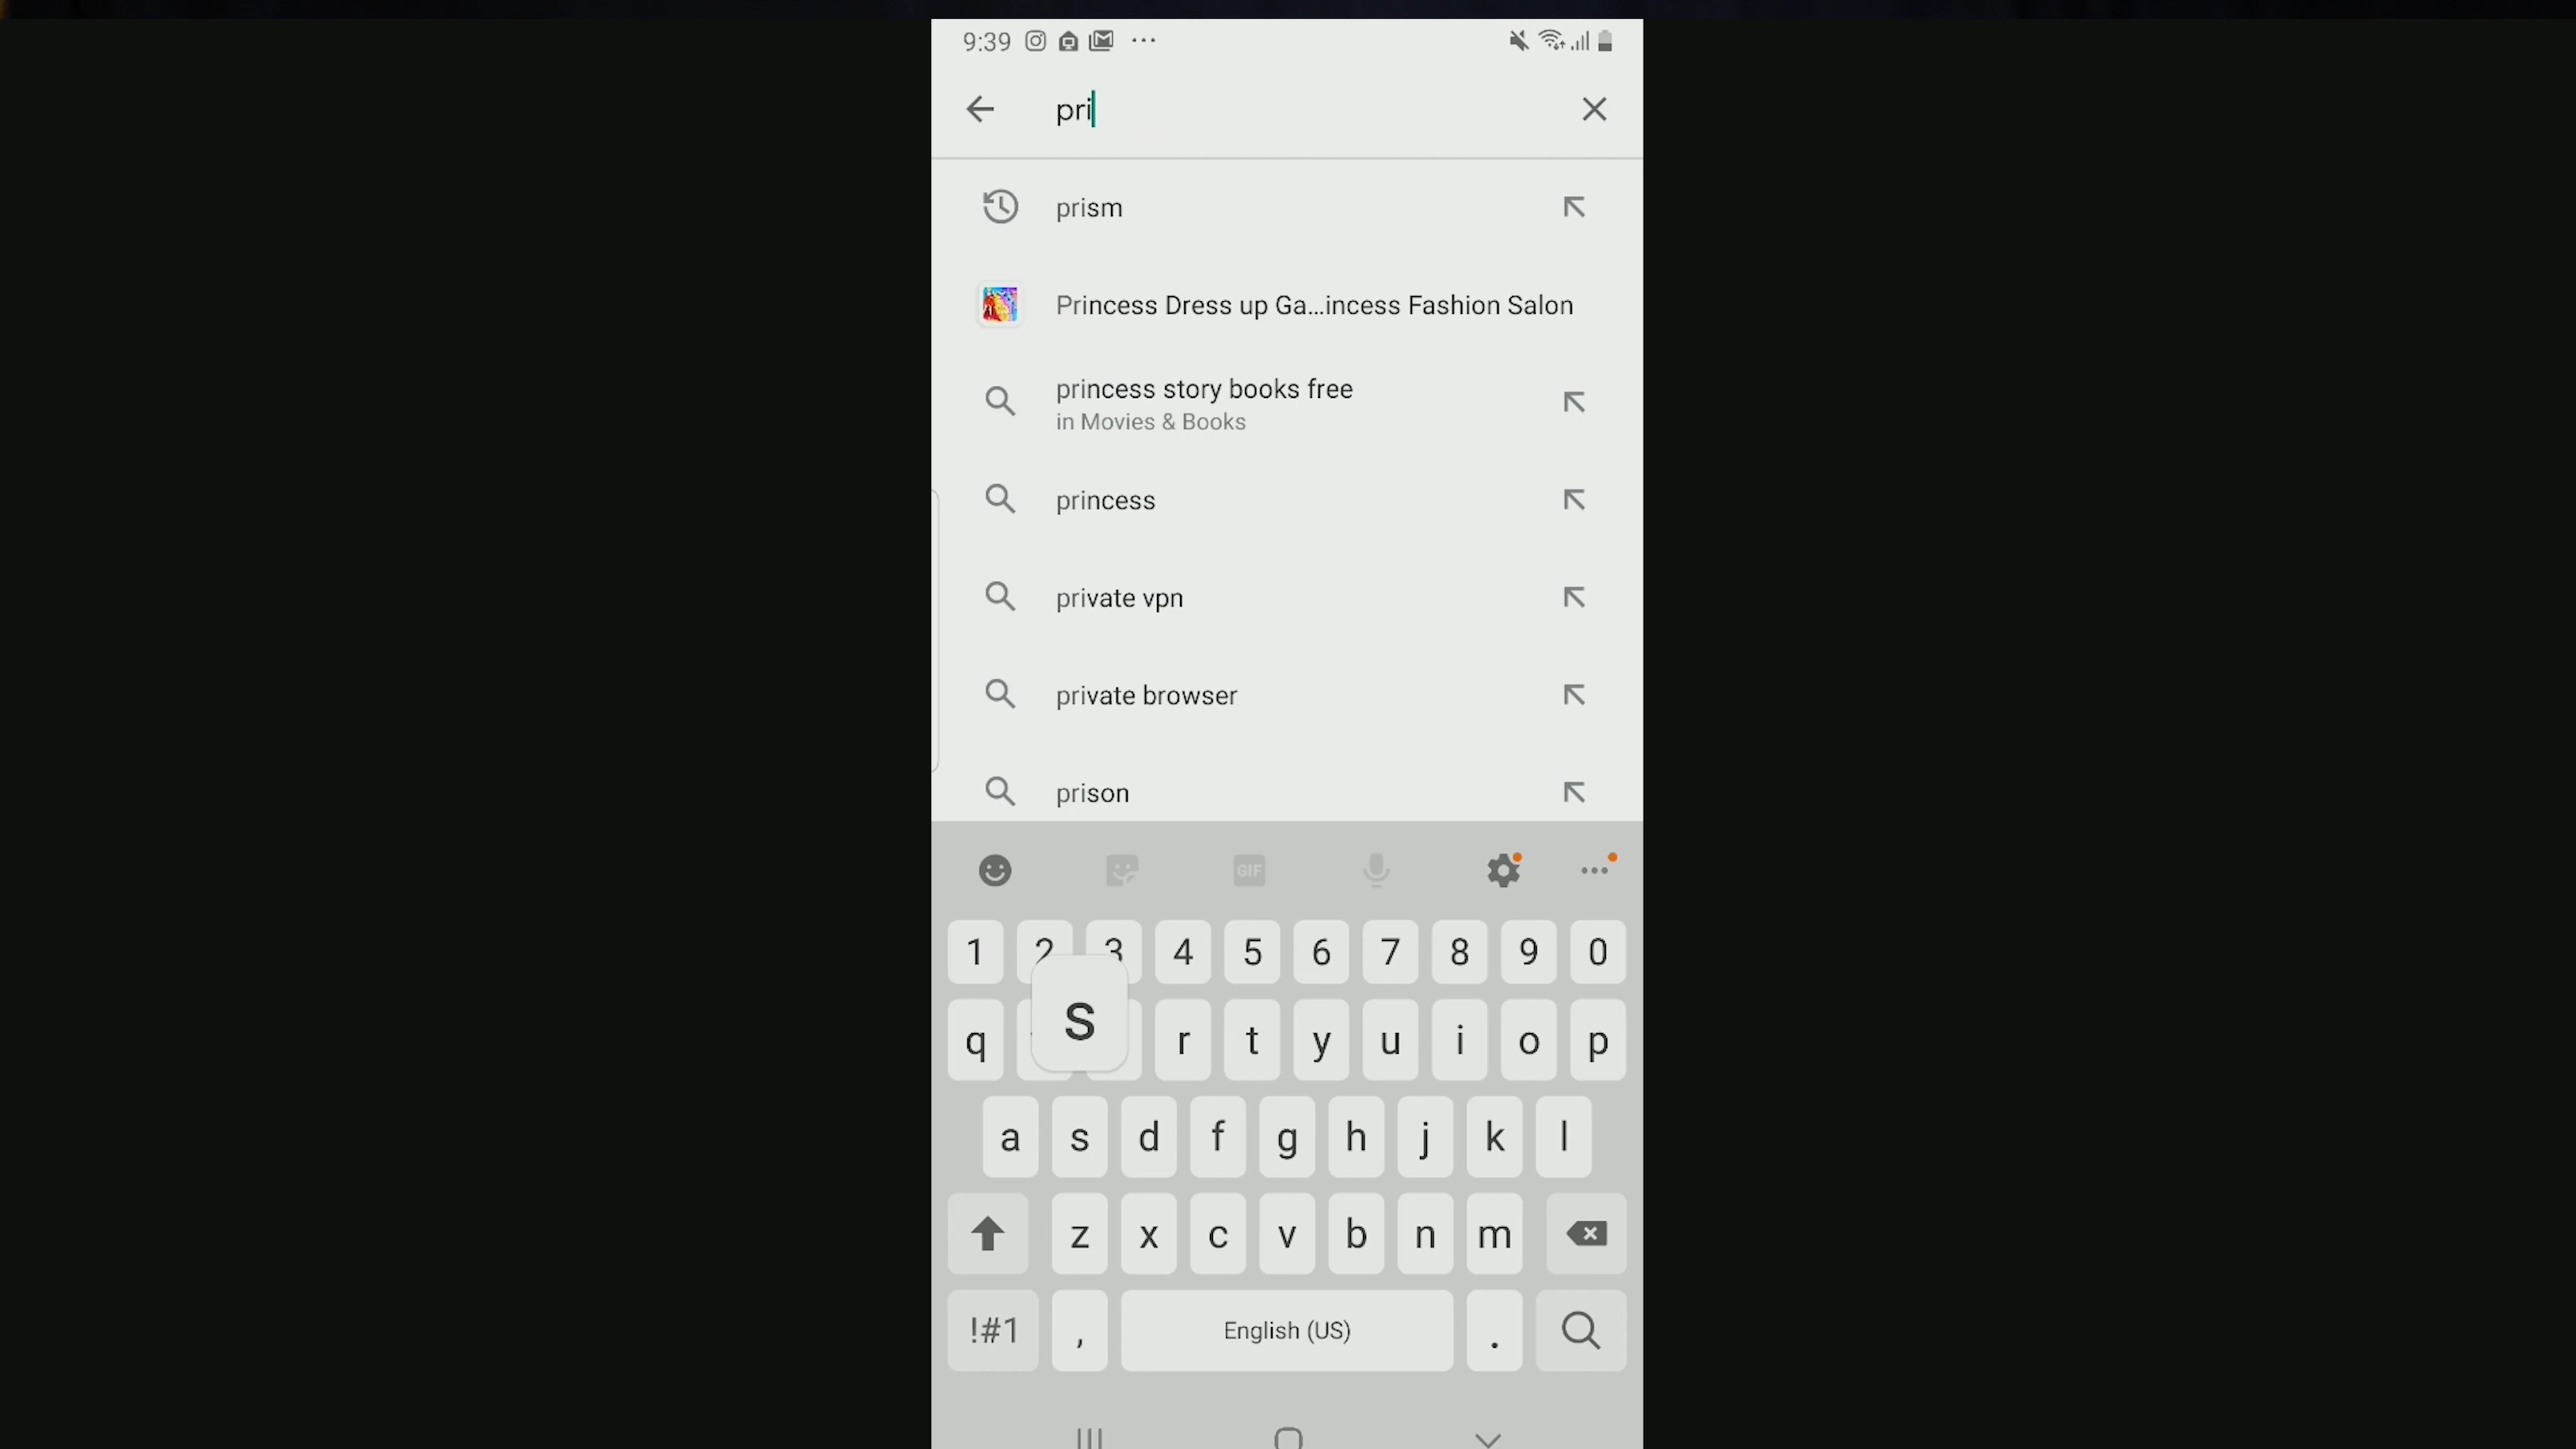 9:39
pri
prism
Princess Dress up Ga...incess Fashion Salon
princess story books free
in Movies & Books
princess
private vpn
private browser
prison
GIF
1 2 3 4 5 6 7 8 9 0
s
q r t y u i o p
a s d f g h j k l
z x c v b n m
!#1 , English (US) .